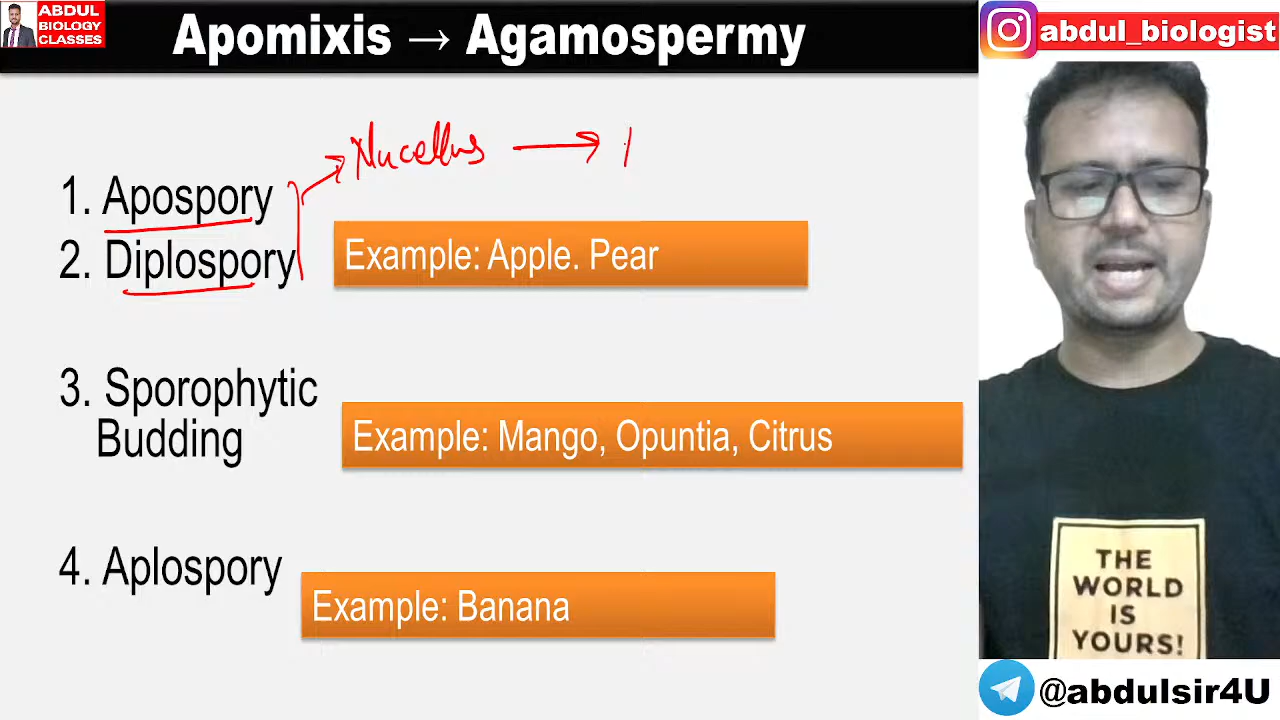 ABDUL
BIOLOGY
CLASSES
Apomixis → Agamospermy
abdul_biologist
Nucellus →
1. Apospory
2. Diplospory
Example: Apple. Pear
3. Sporophytic
Budding
Example: Mango, Opuntia, Citrus
4. Aplospory
Example: Banana
THE
WORLD
IS
YOURS!
@abdulsir4U